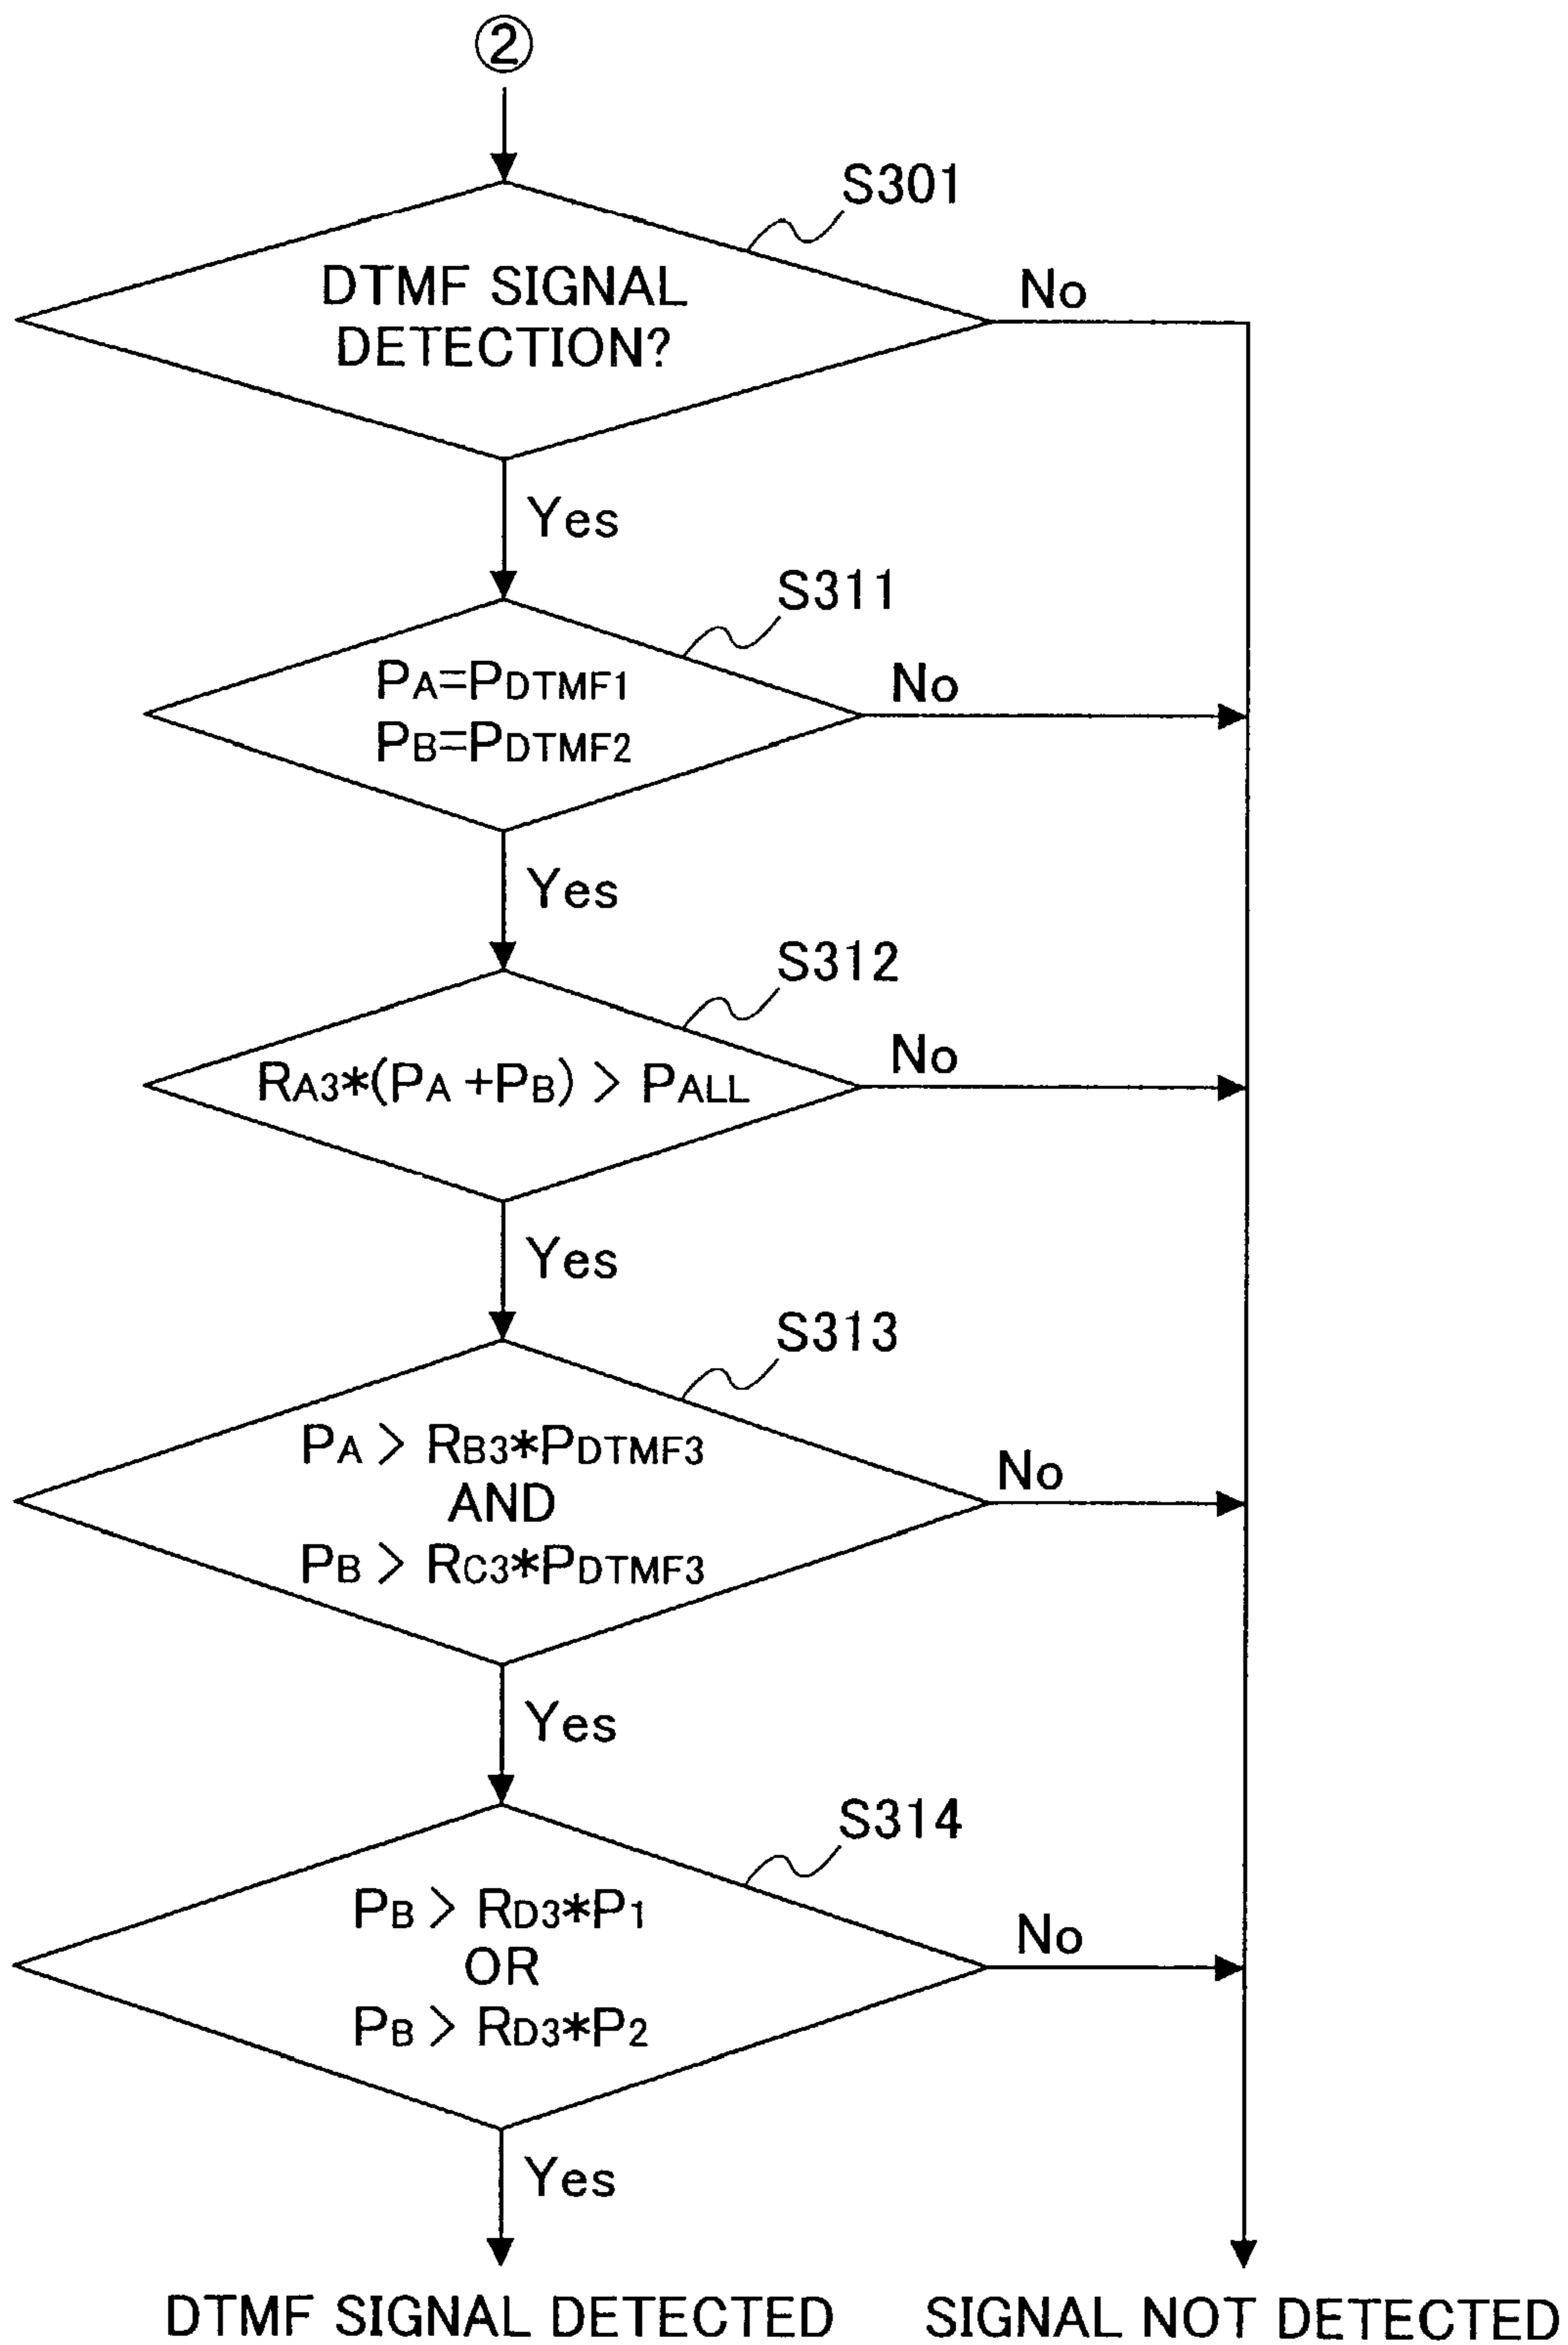 ②
S301
DTMF SIGNAL
DETECTION?
No
Yes
S311
PA=PDTMF1
PB=PDTMF2
No
Yes
S312
RA3*(PA +PB) > PALL
No
Yes
S313
PA > RB3*PDTMF3
AND
PB > RC3*PDTMF3
No
Yes
S314
PB > RD3*P1
OR
PB > RD3*P2
No
Yes
DTMF SIGNAL DETECTED
SIGNAL NOT DETECTED